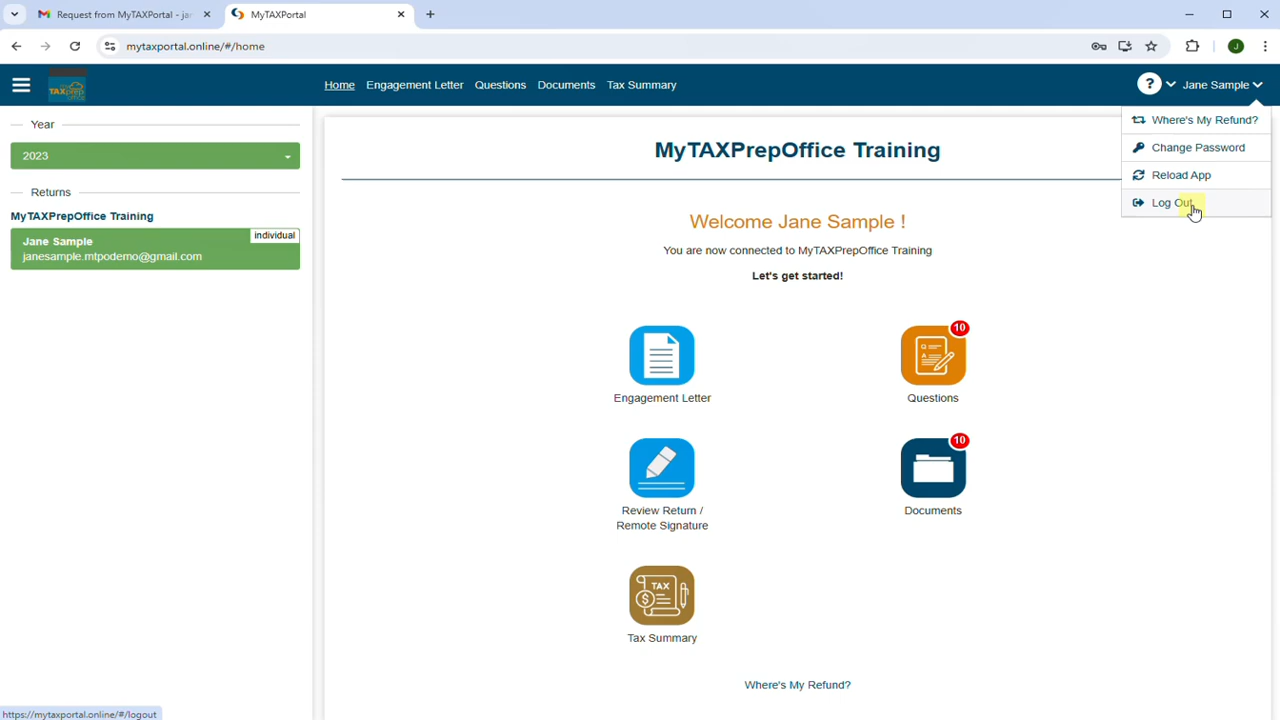 Request from MyTAXPortal - jan
MyTAXPortal
mytaxportal.online/#/home
J
TAXprep
OFFICE
Home Engagement Letter Questions Documents Tax Summary
? Jane Sample
Where's My Refund?
Change Password
Reload App
Log Out
Year
2023
Returns
MyTAXPrepOffice Training
Jane Sample
individual
janesample.mtpodemo@gmail.com
MyTAXPrepOffice Training
Welcome Jane Sample !
You are now connected to MyTAXPrepOffice Training
Let's get started!
Engagement Letter
10
Q
A
Questions
Review Return /
Remote Signature
10
Documents
TAX
$
Tax Summary
Where's My Refund?
https://mytaxportal.online/#/logout